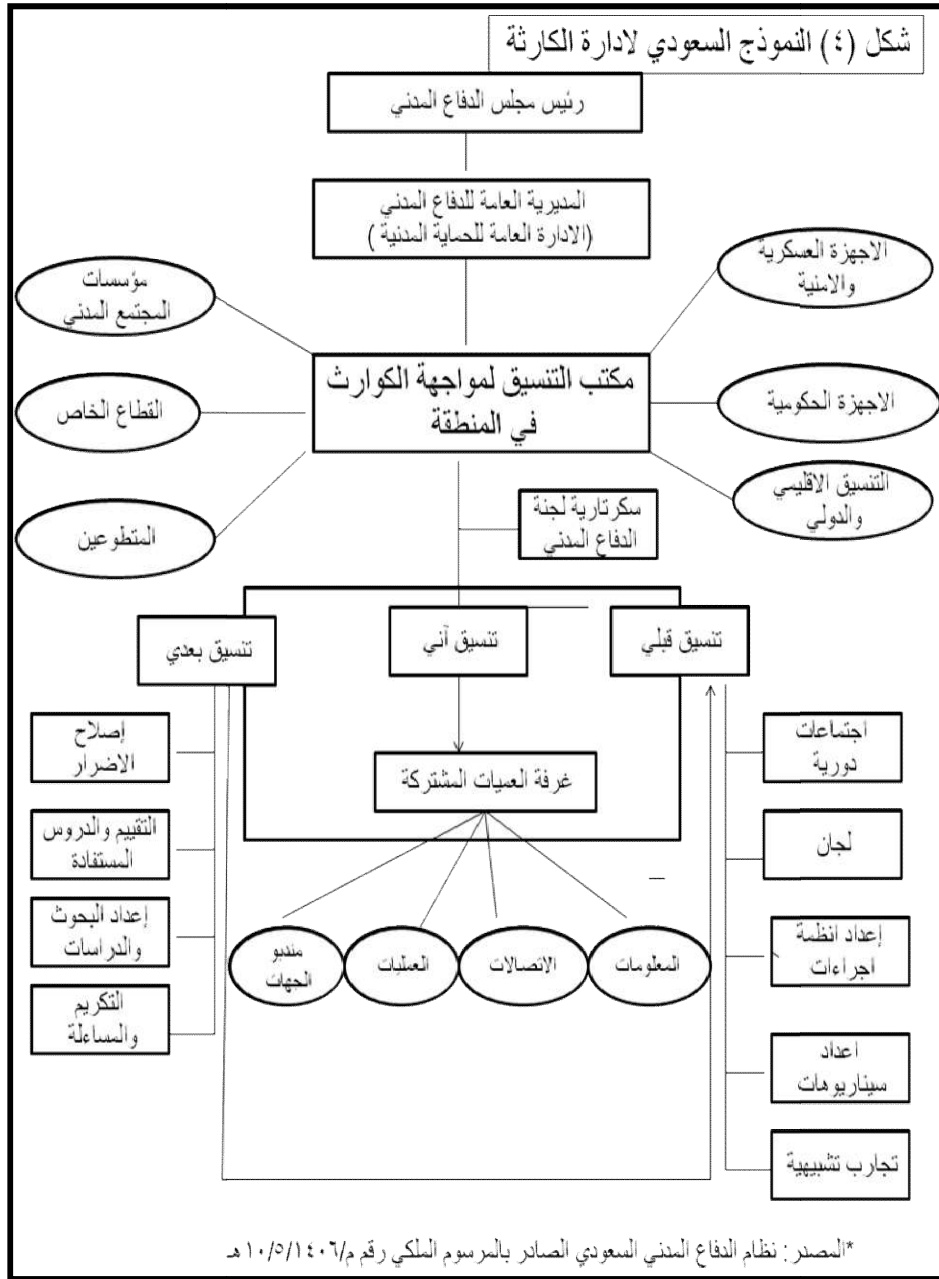 شكل (٤) النموذج السعودي لادارة الكارثة
رئيس مجلس الدفاع المدني
المديرية العامة للدفاع المدني
(الادارة العامة للحماية المدنية )
الاجهزة العسكرية
والامنية
مؤسسات
المجتمع المدني
مكتب التنسيق لمواجهة الكوارث
في المنطقة
الاجهزة الحكومية
القطاع الخاص
التنسيق الاقليمي
والدولي
المتطوعين
سكرتارية لجنة
الدفاع المدني
تنسيق قبلي
تنسيق آني
تنسيق بعدي
اجتماعات
دورية
لجان
إعداد انظمة
اجراءات
اعداد
سيناريوهات
تجارب تشبيهية
غرفة العميات المشتركة
المعلومات
الاتصالات
العمليات
مندبو
الجهات
إصلاح
الاضرار
التقييم والدروس
المستفادة
إعداد البحوث
والدراسات
التكريم
والمساءلة
*المصدر: نظام الدفاع المدني السعودي الصادر بالمرسوم الملكي رقم م/١٠/٥/١٤٠٦ هـ